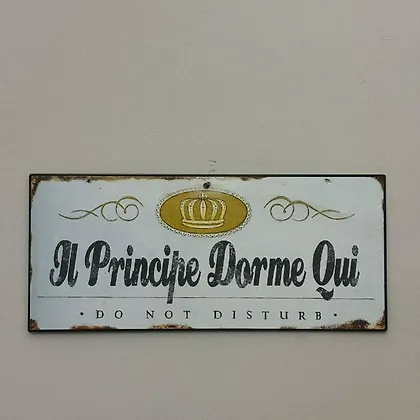 Il Principe Dorme Qui
• DO NOT DISTURB •